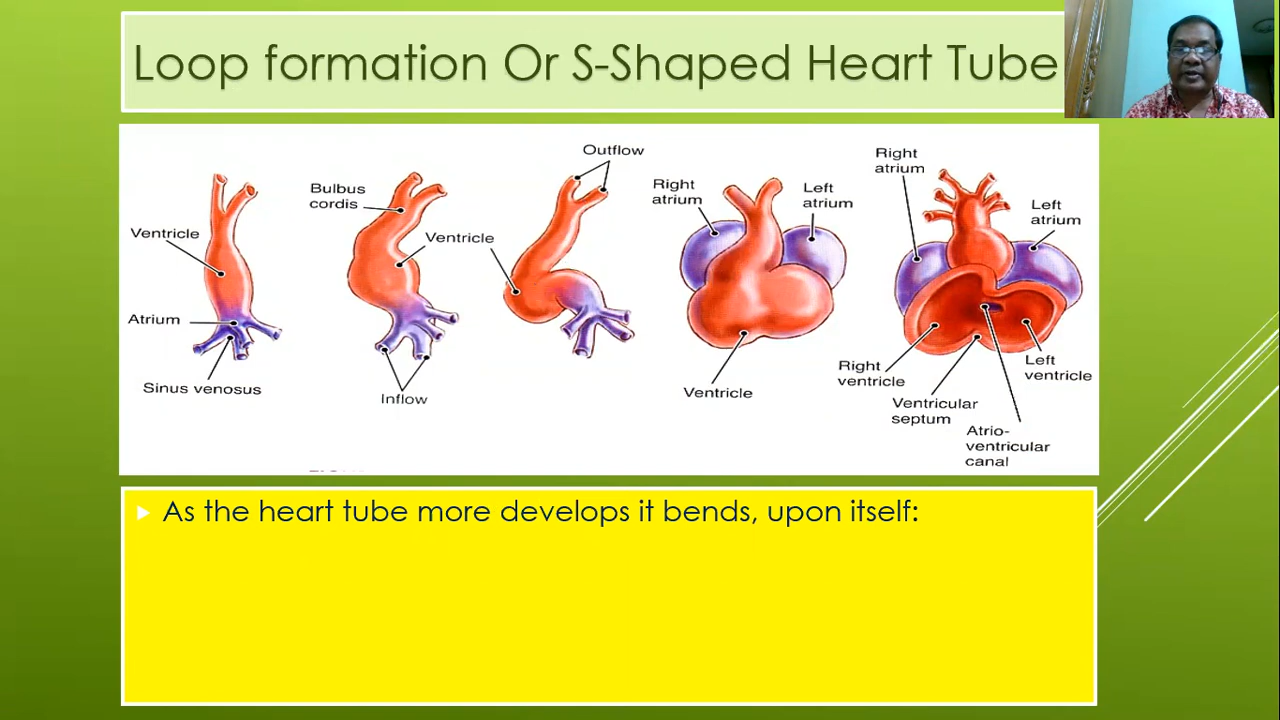 Loop formation Or S-Shaped Heart Tube
Outflow
Right
atrium
Bulbus
cordis
Right
atrium
Left
atrium
Left
atrium
Ventricle
Ventricle
Atrium
Sinus venosus
Inflow
Ventricle
Right
ventricle
Left
ventricle
Ventricular
septum
Atrio-
ventricular
canal
As the heart tube more develops it bends, upon itself: